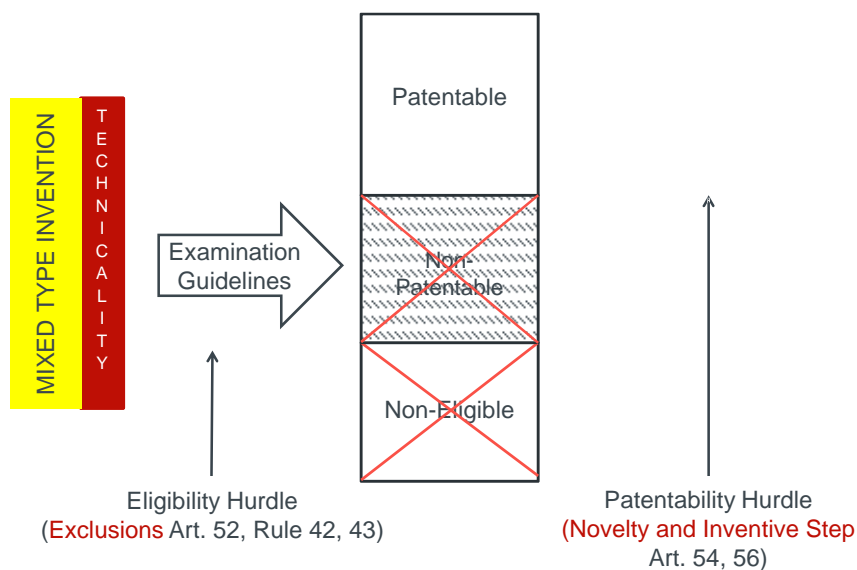 MIXED TYPE INVENTION
TECHNICALITY
Examination
Guidelines
Patentable
Non-
Patentable
Non-Eligible
Eligibility Hurdle
(Exclusions Art. 52, Rule 42, 43)
Patentability Hurdle
(Novelty and Inventive Step
Art. 54, 56)